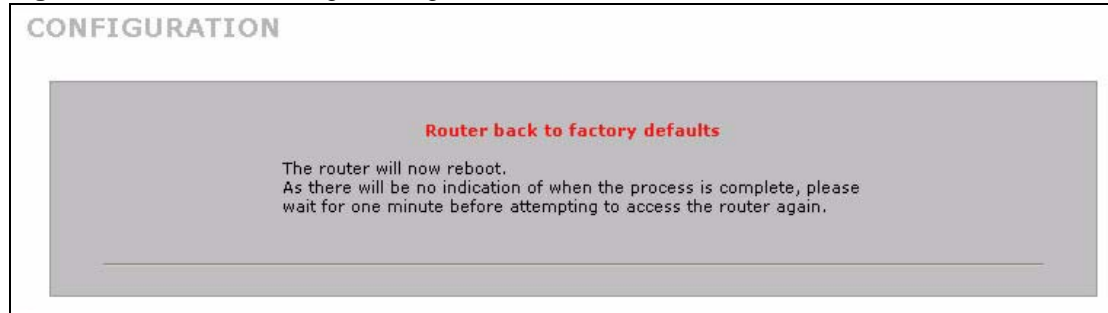 CONFIGURATION
Router back to factory defaults
The router will now reboot.
As there will be no indication of when the process is complete, please
wait for one minute before attempting to access the router again.